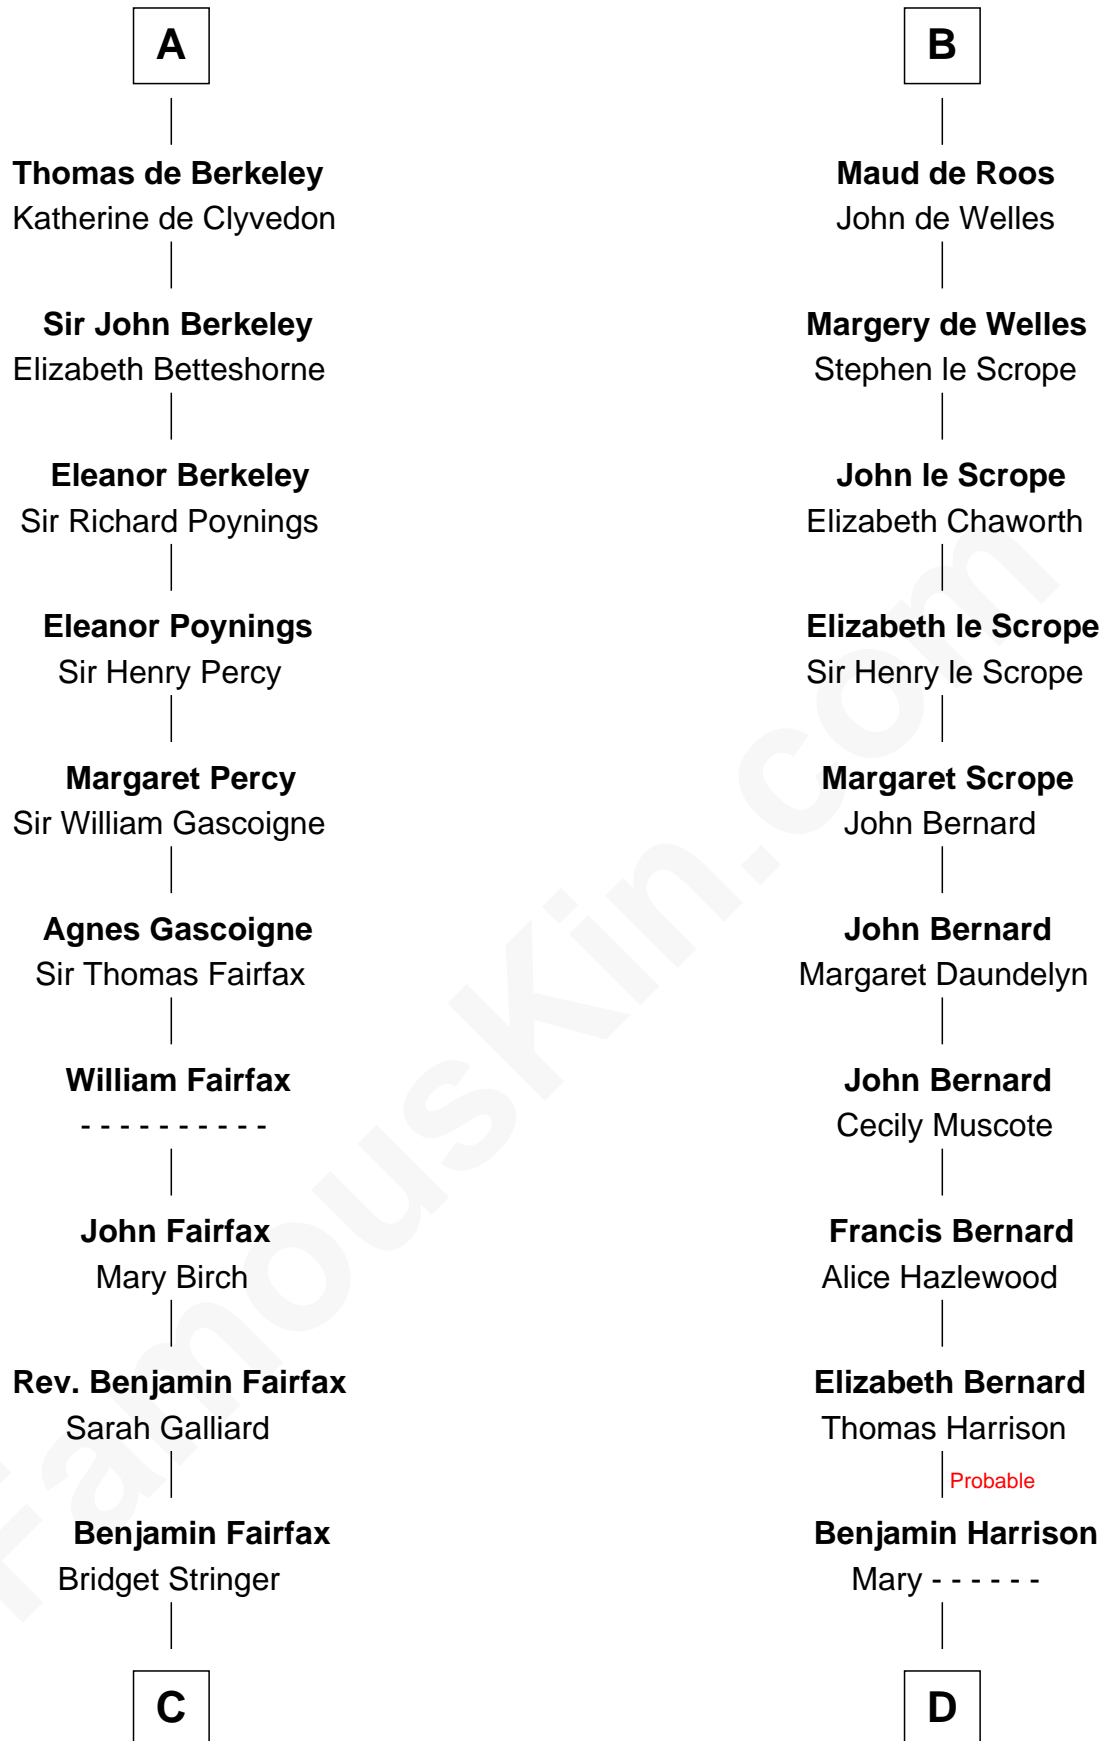 A
Thomas de Berkeley
Katherine de Clyvedon
Sir John Berkeley
Elizabeth Betteshorne
Eleanor Berkeley
Sir Richard Poynings
Eleanor Poynings
Sir Henry Percy
Margaret Percy
Sir William Gascoigne
Agnes Gascoigne
Sir Thomas Fairfax
William Fairfax
- - - - - - - - - -
John Fairfax
Mary Birch
Rev. Benjamin Fairfax
Sarah Galliard
Benjamin Fairfax
Bridget Stringer
C
B
Maud de Roos
John de Welles
Margery de Welles
Stephen le Scrope
John le Scrope
Elizabeth Chaworth
Elizabeth le Scrope
Sir Henry le Scrope
Margaret Scrope
John Bernard
John Bernard
Margaret Daundelyn
John Bernard
Cecily Muscote
Francis Bernard
Alice Hazlewood
Elizabeth Bernard
Thomas Harrison
Probable
Benjamin Harrison
Mary - - - - - -
D
FamousKin.com